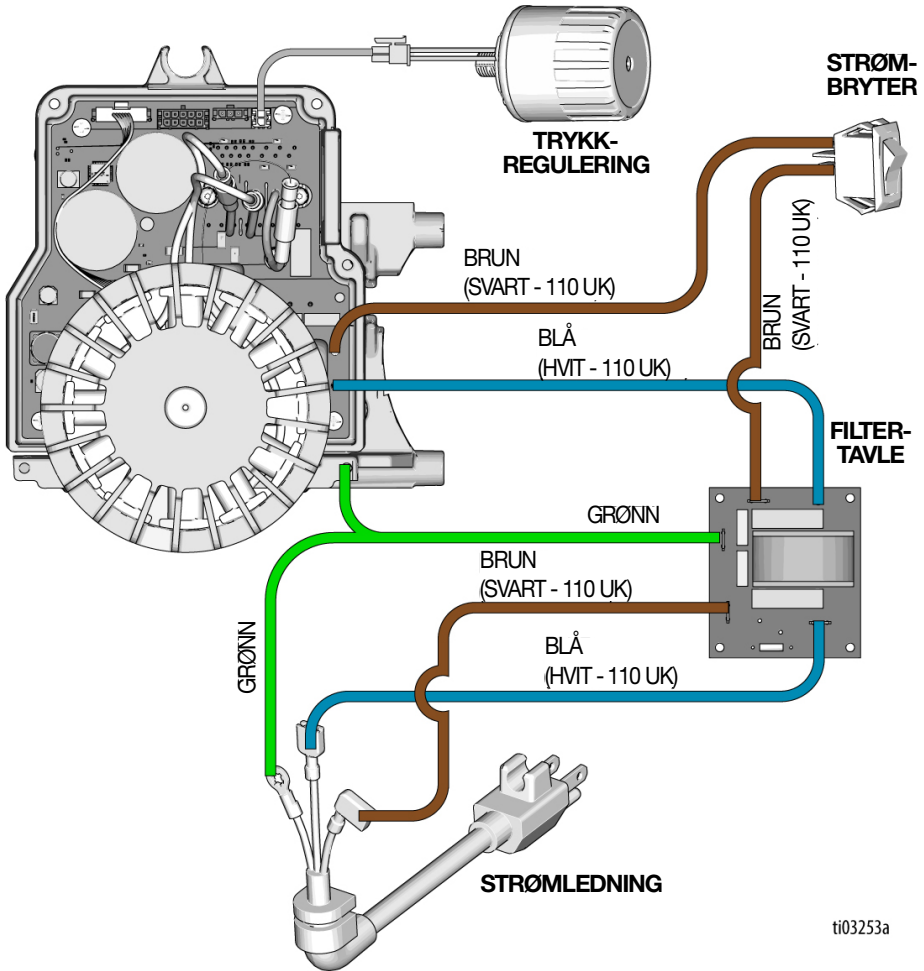 STRØM-
BRYTER
TRYKK-
REGULERING
BRUN
(SVART - 110 UK)
BRUN
(SVART - 110 UK)
BLÅ
(HVIT - 110 UK)
FILTER-
TAVLE
GRØNN
BRUN
(SVART - 110 UK)
GRØNN
BLÅ
(HVIT - 110 UK)
STRØMLEDNING
ti03253a